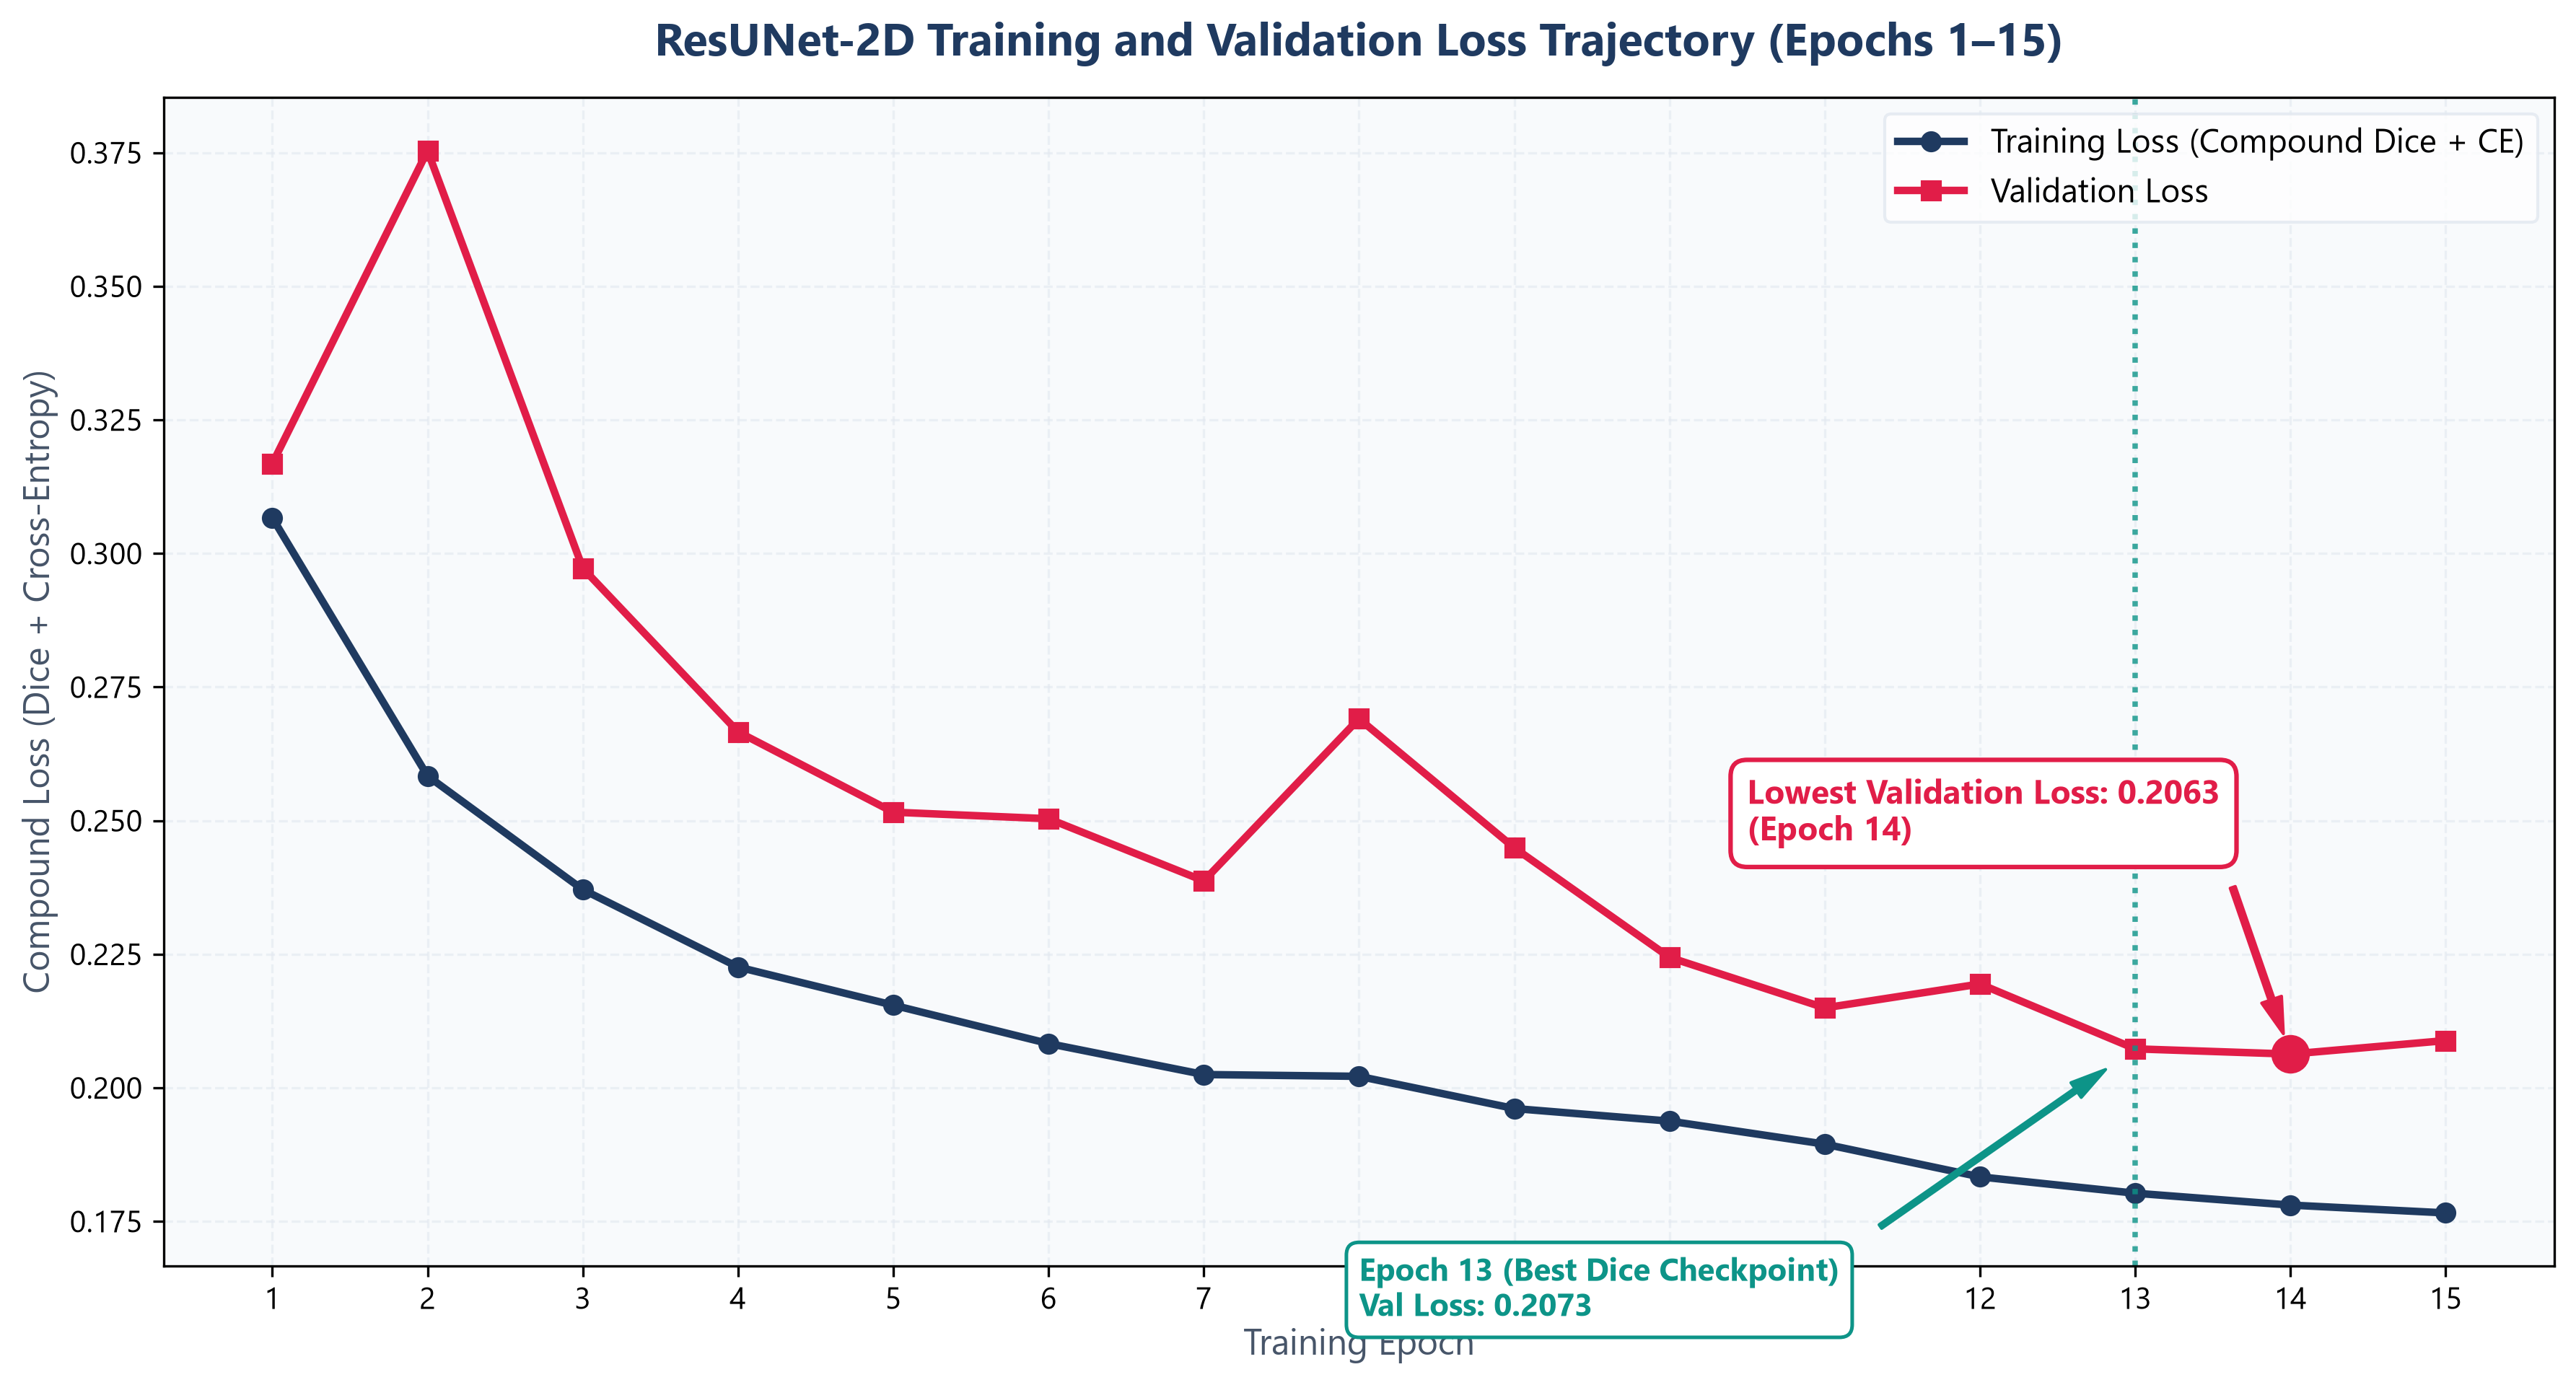 ResUNet-2D Training and Validation Loss Trajectory (Epochs 1–15)
Training Loss (Compound Dice + CE)
Validation Loss
Compound Loss (Dice + Cross-Entropy)
0.375
0.350
0.325
0.300
0.275
0.250
0.225
0.200
0.175
Lowest Validation Loss: 0.2063
(Epoch 14)
Epoch 13 (Best Dice Checkpoint)
Val Loss: 0.2073
1 2 3 4 5 6 7 12 13 14 15
Training Epoch